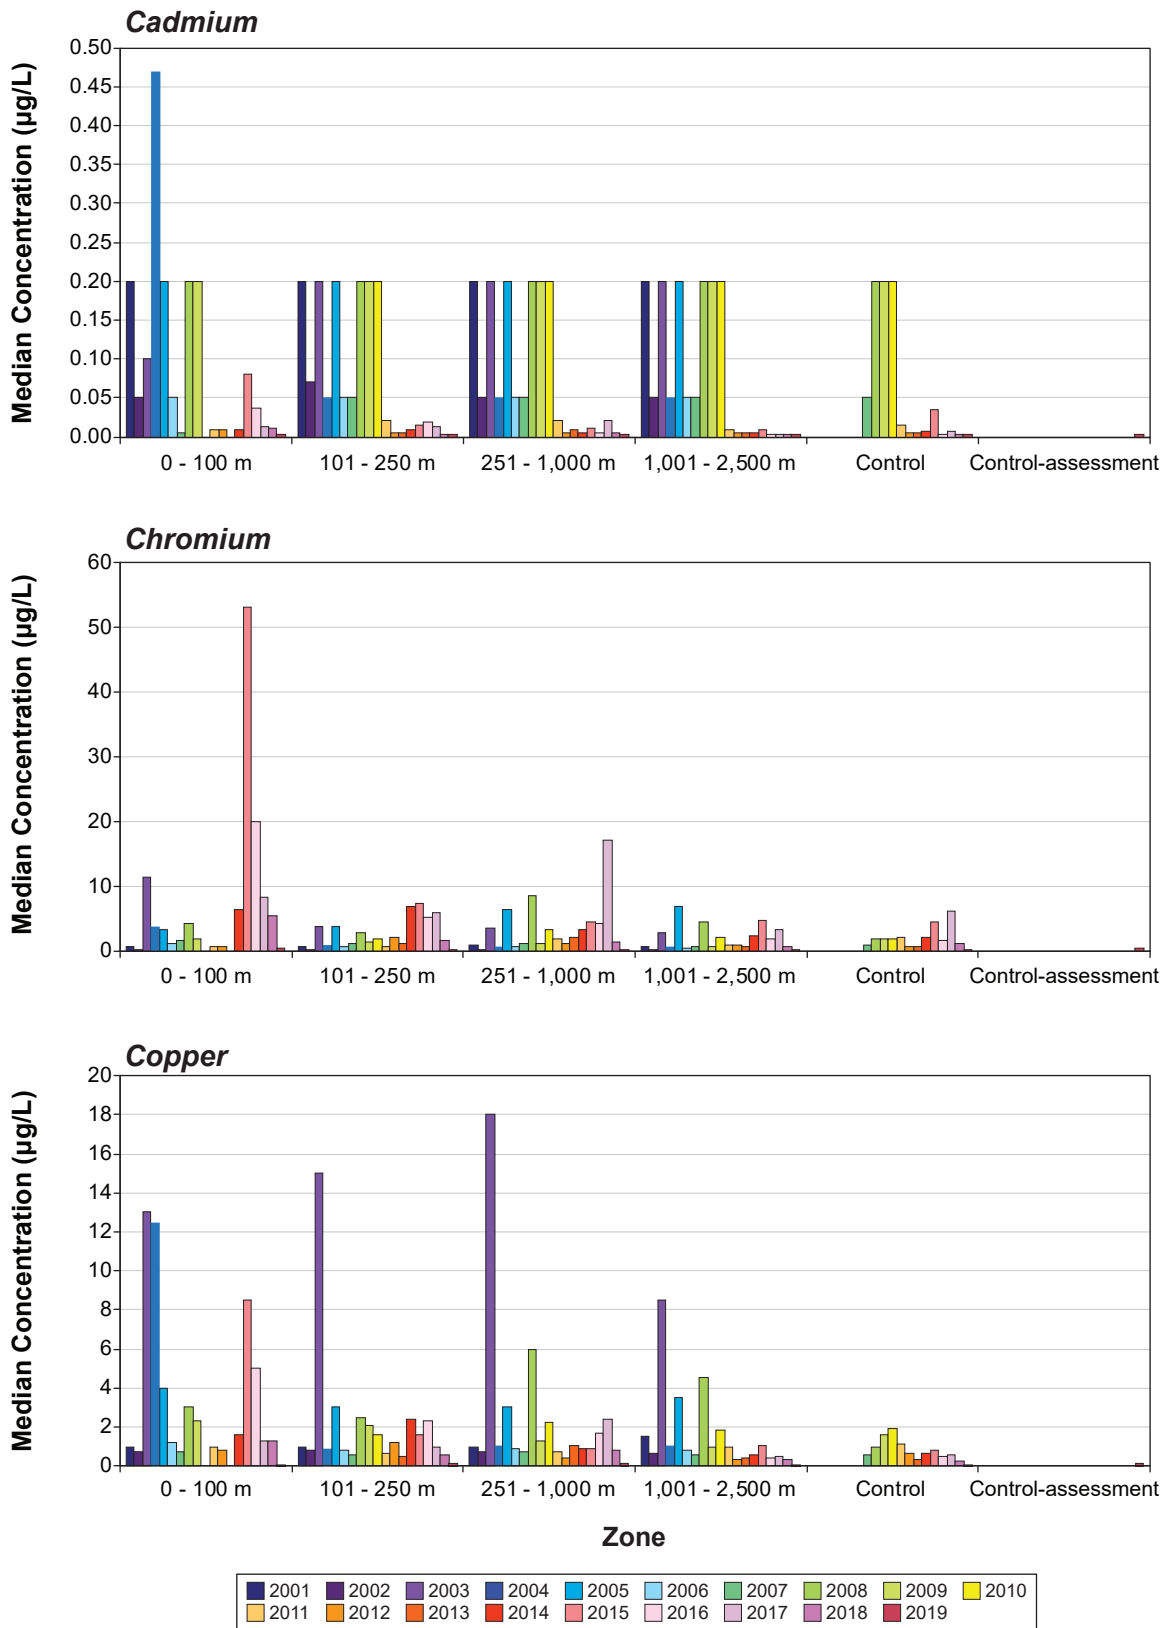 Cadmium
Median Concentration (µg/L)
0.50
0.45
0.40
0.35
0.30
0.25
0.20
0.15
0.10
0.05
0.00
0 - 100 m 101 - 250 m 251 - 1,000 m 1,001 - 2,500 m Control Control-assessment
Chromium
Median Concentration (µg/L)
60
50
40
30
20
10
0
0 - 100 m 101 - 250 m 251 - 1,000 m 1,001 - 2,500 m Control Control-assessment
Copper
Median Concentration (µg/L)
20
18
16
14
12
10
8
6
4
2
0
0 - 100 m 101 - 250 m 251 - 1,000 m 1,001 - 2,500 m Control Control-assessment
Zone
2001 2002 2003 2004 2005 2006 2007 2008 2009 2010
2011 2012 2013 2014 2015 2016 2017 2018 2019